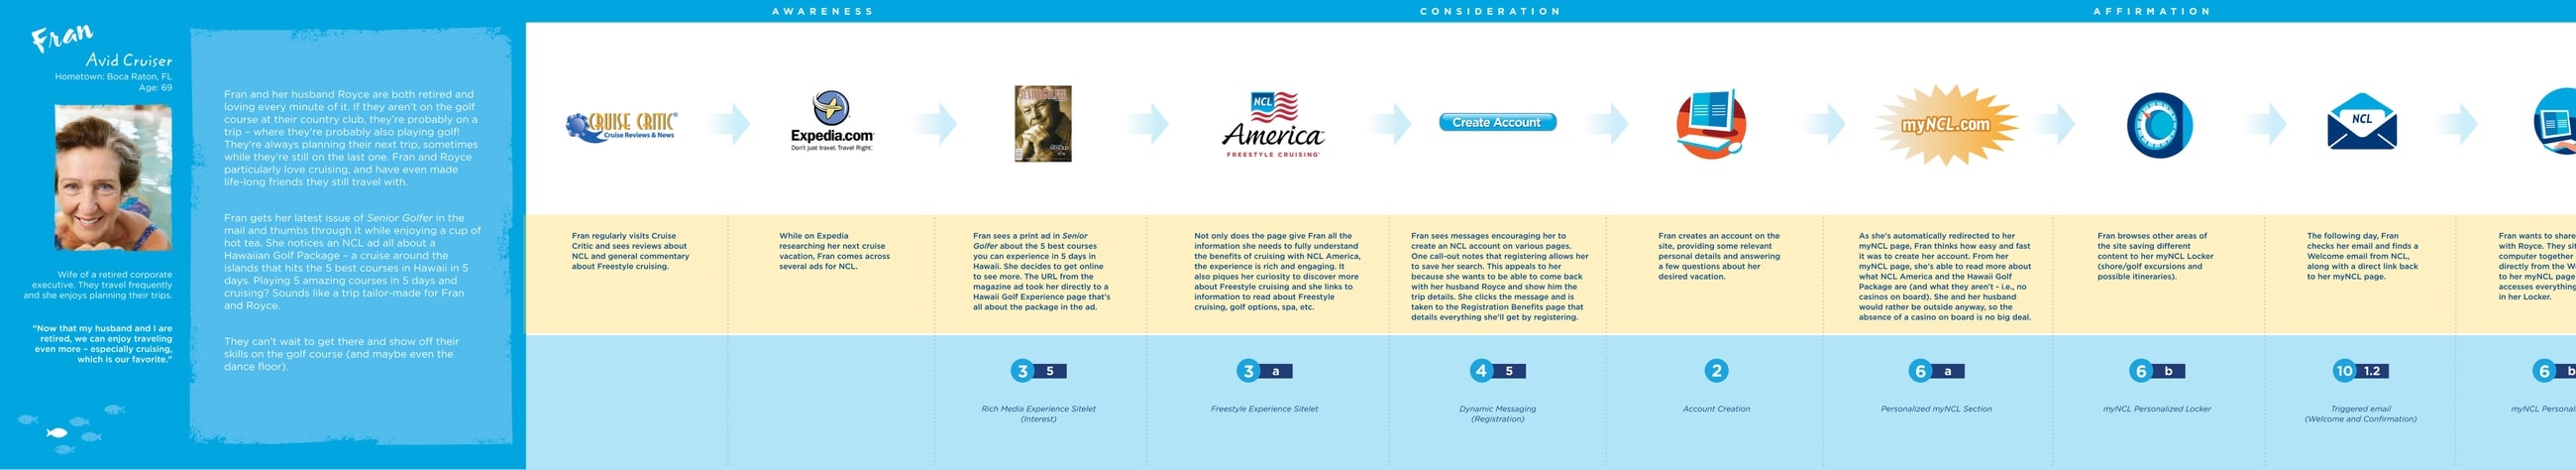 AWARENESS
CONSIDERATION
AFFIRMATION
Fran
Avid Cruiser
Hometown: Boca Raton, FL
Age: 69
Wife of a retired corporate
executive. They travel frequently
and she enjoys planning their trips.
"Now that my husband and I are
retired, we can enjoy traveling
even more – especially cruising,
which is our favorite."
Fran and her husband Royce are both retired and
loving every minute of it. If they aren't on the golf
course at their country club, they're probably on a
trip – where they're probably also playing golf!
They're always planning their next trip, sometimes
while they're still on the last one. Fran and Royce
particularly love cruising, and have even made
life-long friends they still travel with.
Fran gets her latest issue of Senior Golfer in the
mail and thumbs through it while enjoying a cup of
hot tea. She notices an NCL ad all about a
Hawaiian Golf Package – a cruise around the
islands that hits the 5 best courses in Hawaii in 5
days. Playing 5 amazing courses in 5 days and
cruising? Sounds like a trip tailor-made for Fran
and Royce.
They can't wait to get there and show off their
skills on the golf course (and maybe even the
dance floor).
CRUISE CRITIC®
Cruise Reviews & News
Fran regularly visits Cruise
Critic and sees reviews about
NCL and general commentary
about Freestyle cruising.
Expedia.com
Don't just travel. Travel Right.
While on Expedia
researching her next cruise
vacation, Fran comes across
several ads for NCL.
SENIOR GOLFER
Fran sees a print ad in Senior
Golfer about the 5 best courses
you can experience in 5 days in
Hawaii. She decides to get online
to see more. The URL from the
magazine ad took her directly to a
Hawaii Golf Experience page that's
all about the package in the ad.
3 5
Rich Media Experience Sitelet
(Interest)
NCL
America
FREESTYLE CRUISING
Not only does the page give Fran all the
information she needs to fully understand
the benefits of cruising with NCL America,
the experience is rich and engaging. It
also piques her curiosity to discover more
about Freestyle cruising and she links to
information to read about Freestyle
cruising, golf options, spa, etc.
3 a
Freestyle Experience Sitelet
Create Account
Fran sees messages encouraging her to
create an NCL account on various pages.
One call-out notes that registering allows her
to save her search. This appeals to her
because she wants to be able to come back
with her husband Royce and show him the
trip details. She clicks the message and is
taken to the Registration Benefits page that
details everything she'll get by registering.
4 5
Dynamic Messaging
(Registration)
Fran creates an account on the
site, providing some relevant
personal details and answering
a few questions about her
desired vacation.
2
Account Creation
myNCL.com
As she's automatically redirected to her
myNCL page, Fran thinks how easy and fast
it was to create her account. From her
myNCL page, she's able to read more about
what NCL America and the Hawaii Golf
Package are (and what they aren't - i.e., no
casinos on board). She and her husband
would rather be outside anyway, so the
absence of a casino on board is no big deal.
6 a
Personalized myNCL Section
Fran browses other areas of
the site saving different
content to her myNCL Locker
(shore/golf excursions and
possible itineraries).
6 b
myNCL Personalized Locker
NCL
The following day, Fran
checks her email and finds a
Welcome email from NCL,
along with a direct link back
to her myNCL page.
10 1.2
Triggered email
(Welcome and Confirmation)
Fran wants to share
with Royce. They sit
computer together
directly from the
to her myNCL page
accesses everything
in her Locker.
6 b